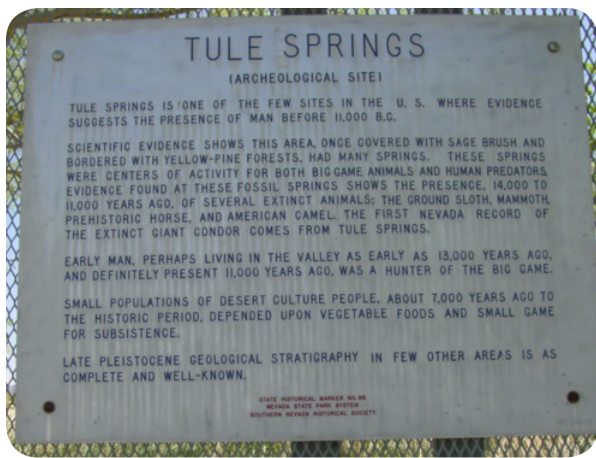 TULE SPRINGS
(ARCHEOLOGICAL SITE)
TULE SPRINGS IS ONE OF THE FEW SITES IN THE U. S. WHERE EVIDENCE
SUGGESTS THE PRESENCE OF MAN BEFORE 11,000 B.C.
SCIENTIFIC EVIDENCE SHOWS THIS AREA, ONCE COVERED WITH SAGE BRUSH AND
BORDERED WITH YELLOW-PINE FORESTS, HAD MANY SPRINGS. THESE SPRINGS
WERE CENTERS OF ACTIVITY FOR BOTH BIG GAME ANIMALS AND HUMAN PREDATORS.
EVIDENCE FOUND AT THESE FOSSIL SPRINGS SHOWS THE PRESENCE, 14,000 TO
11,000 YEARS AGO, OF SEVERAL EXTINCT ANIMALS: THE GROUND SLOTH, MAMMOTH,
PREHISTORIC HORSE, AND AMERICAN CAMEL. THE FIRST NEVADA RECORD OF
THE EXTINCT GIANT CONDOR COMES FROM TULE SPRINGS.
EARLY MAN, PERHAPS LIVING IN THE VALLEY AS EARLY AS 13,000 YEARS AGO,
AND DEFINITELY PRESENT 11,000 YEARS AGO, WAS A HUNTER OF THE BIG GAME.
SMALL POPULATIONS OF DESERT CULTURE PEOPLE, ABOUT 7,000 YEARS AGO TO
THE HISTORIC PERIOD, DEPENDED UPON VEGETABLE FOODS AND SMALL GAME
FOR SUBSISTENCE.
LATE PLEISTOCENE GEOLOGICAL STRATIGRAPHY IN FEW OTHER AREAS IS AS
COMPLETE AND WELL-KNOWN.
STATE HISTORICAL MARKER NO. 86
NEVADA STATE PARK SYSTEM
SOUTHERN NEVADA HISTORICAL SOCIETY